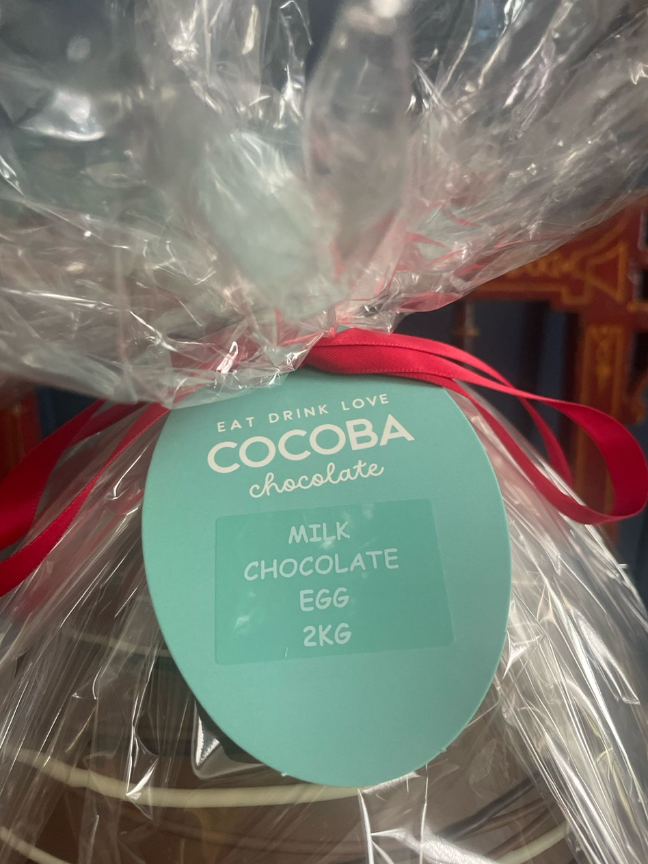 EAT DRINK LOVE
COCOBA
chocolate
MILK
CHOCOLATE
EGG
2KG